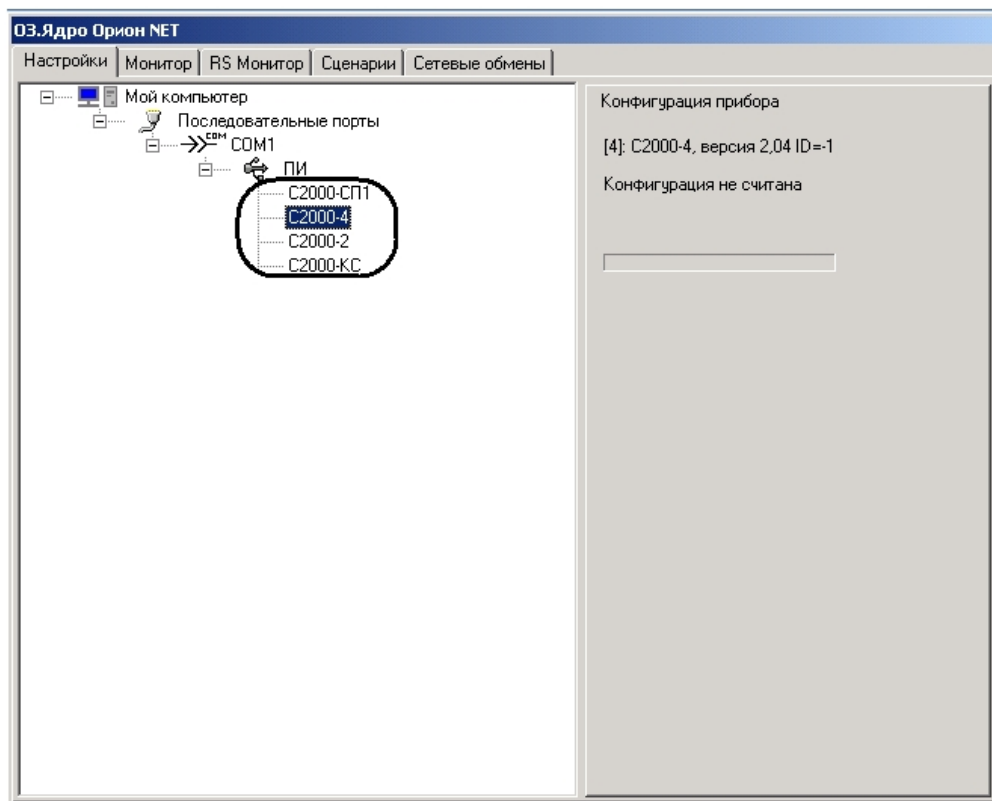 ОЗ.Ядро Орион NET
Настройки Монитор RS Монитор Сценарии Сетевые обмены
Мой компьютер
Последовательные порты
COM COM1
ПИ
С2000-СП1
С2000-4
С2000-2
С2000-КС
Конфигурация прибора
[4]: С2000-4, версия 2,04 ID=-1
Конфигурация не считана